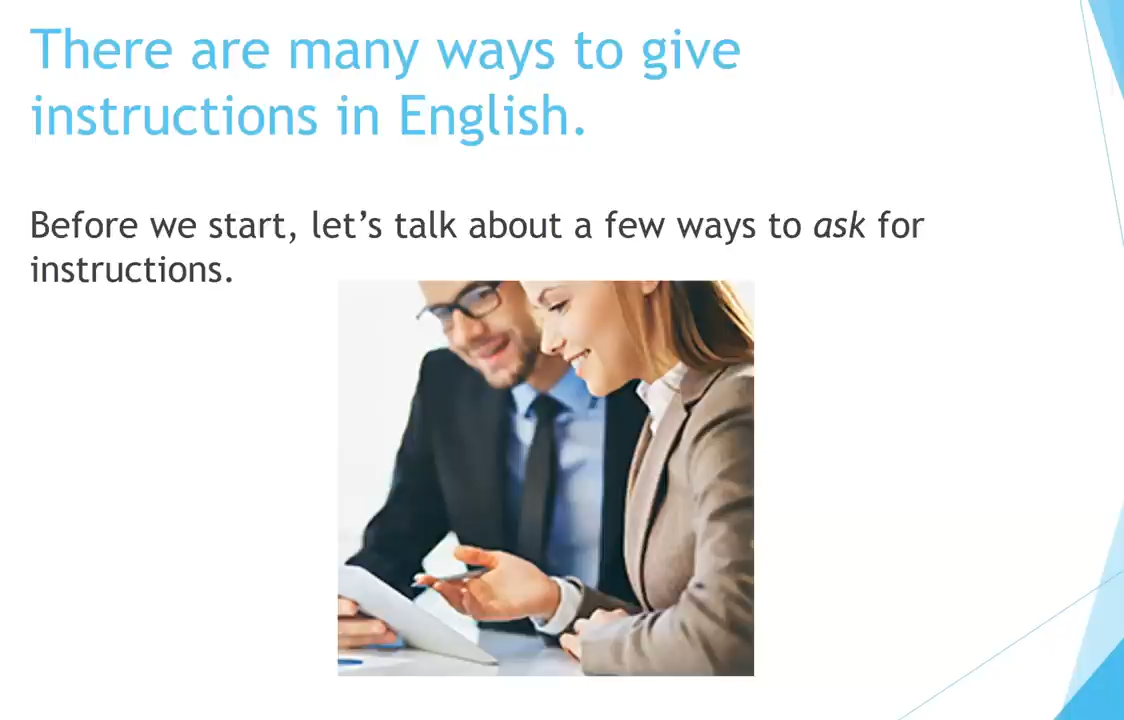 There are many ways to give
instructions in English.
Before we start, let’s talk about a few ways to ask for
instructions.